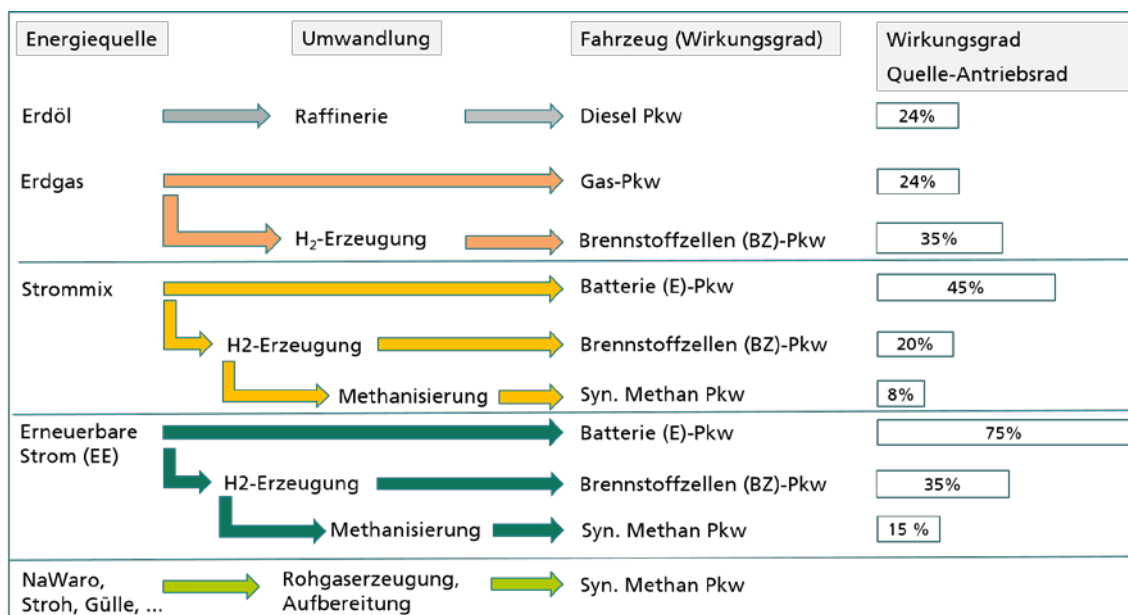 Energiequelle Umwandlung Fahrzeug (Wirkungsgrad) Wirkungsgrad
Quelle-Antriebsrad
Erdöl Raffinerie Diesel Pkw 24%
Erdgas Gas-Pkw 24%
H₂-Erzeugung Brennstoffzellen (BZ)-Pkw 35%
Strommix Batterie (E)-Pkw 45%
H2-Erzeugung Brennstoffzellen (BZ)-Pkw 20%
Methanisierung Syn. Methan Pkw 8%
Erneuerbare Batterie (E)-Pkw 75%
Strom (EE)
H2-Erzeugung Brennstoffzellen (BZ)-Pkw 35%
Methanisierung Syn. Methan Pkw 15 %
NaWaro, Rohgaserzeugung, Syn. Methan Pkw
Stroh, Gülle, ... Aufbereitung